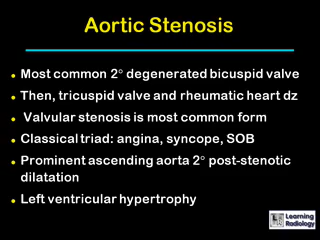 Aortic Stenosis
Most common 2° degenerated bicuspid valve
Then, tricuspid valve and rheumatic heart dz
Valvular stenosis is most common form
Classical triad: angina, syncope, SOB
Prominent ascending aorta 2° post-stenotic
dilatation
Left ventricular hypertrophy
Learning
Radiology